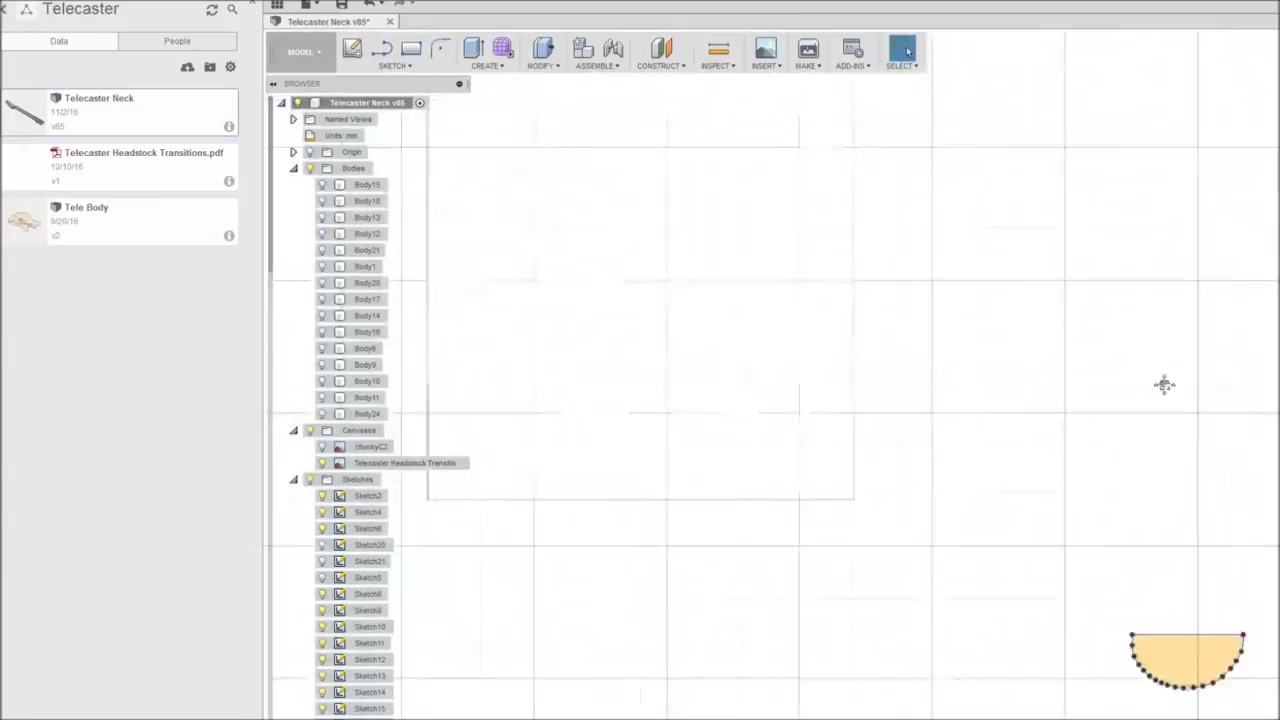 Telecaster
Data
People
Telecaster Neck
11/2/16
v85
Telecaster Headstock Transitions.pdf
10/10/16
v1
Tele Body
9/26/16
v2
Telecaster Neck v85*
MODEL
SKETCH
CREATE
MODIFY
ASSEMBLE
CONSTRUCT
INSPECT
INSERT
MAKE
ADD-INS
SELECT
BROWSER
Telecaster Neck v85
Named Views
Units: mm
Origin
Bodies
Body15
Body18
Body13
Body12
Body21
Body1
Body20
Body17
Body14
Body16
Body6
Body9
Body10
Body11
Body24
Canvases
chunkyC2
Telecaster Headstock Transitio
Sketches
Sketch2
Sketch4
Sketch6
Sketch20
Sketch21
Sketch5
Sketch8
Sketch9
Sketch10
Sketch11
Sketch12
Sketch13
Sketch14
Sketch15